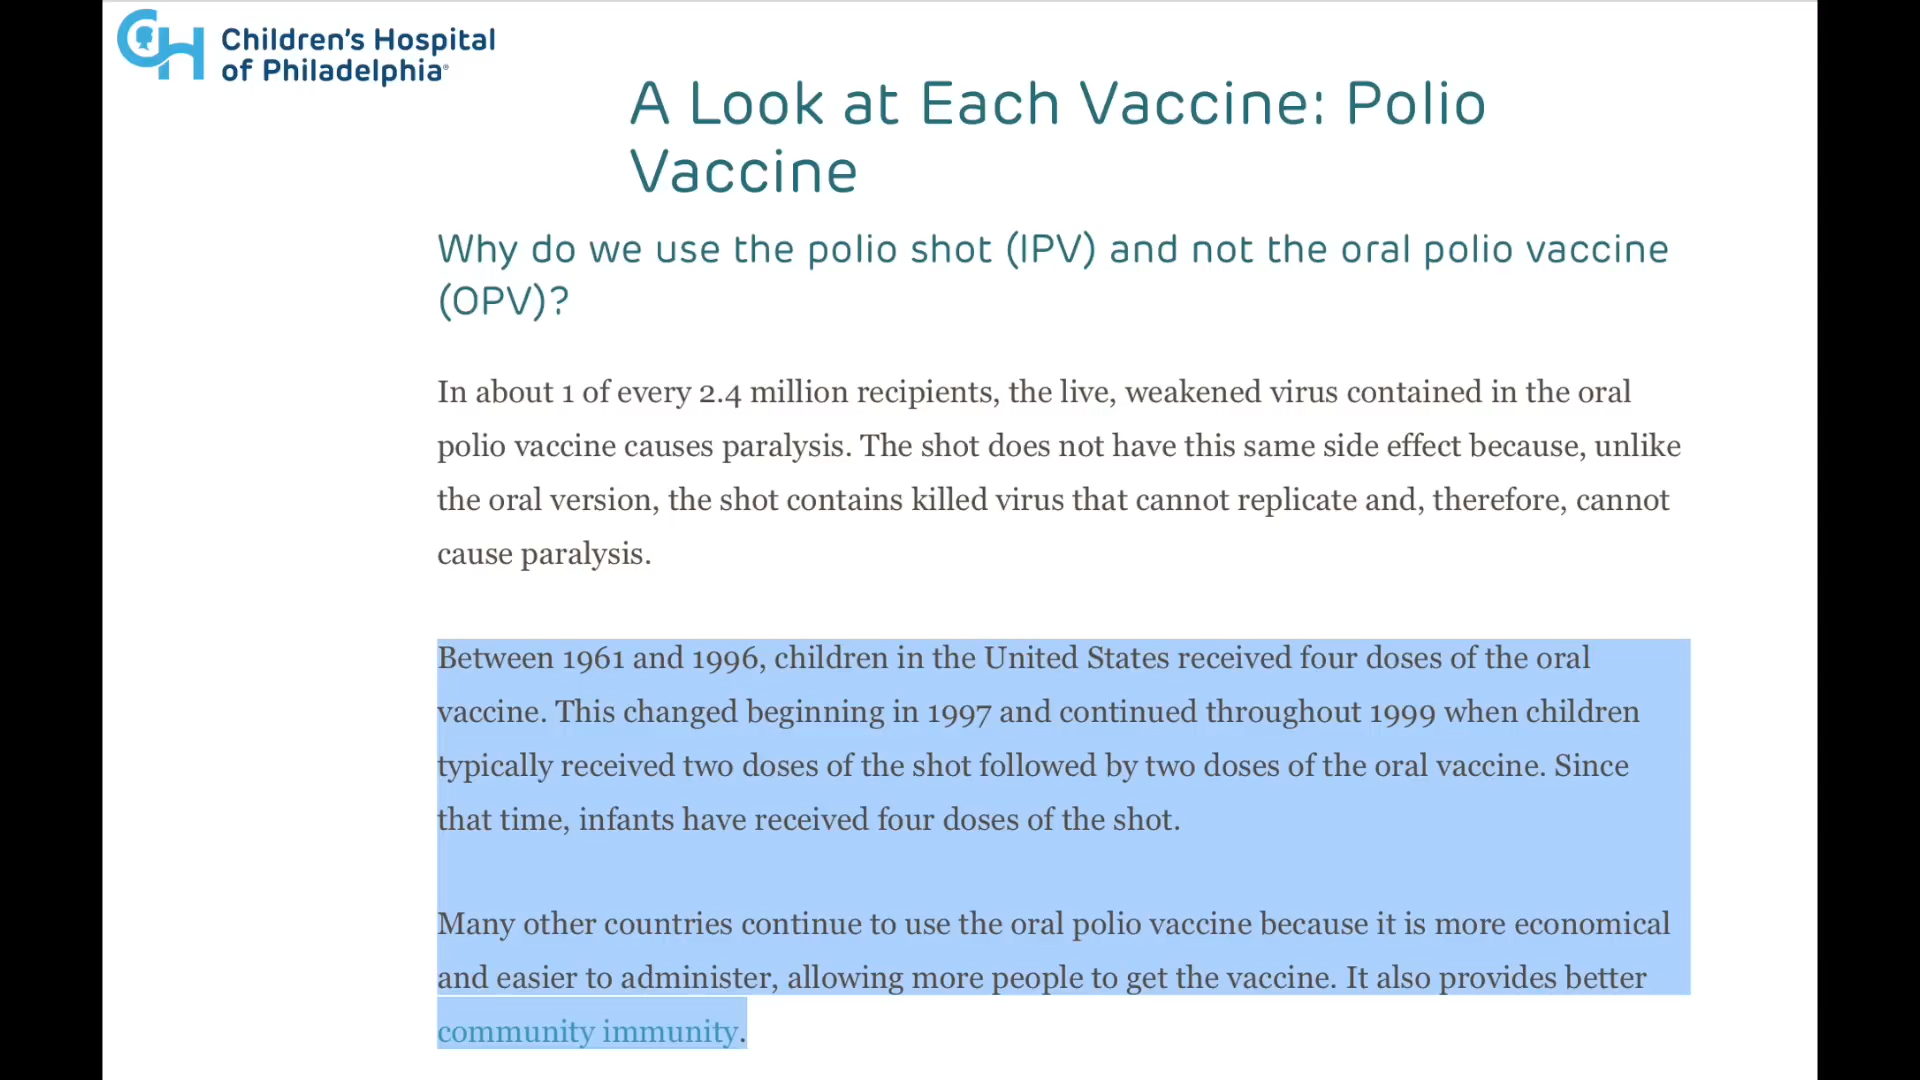 Children's Hospital
of Philadelphia®
A Look at Each Vaccine: Polio
Vaccine
Why do we use the polio shot (IPV) and not the oral polio vaccine
(OPV)?
In about 1 of every 2.4 million recipients, the live, weakened virus contained in the oral
polio vaccine causes paralysis. The shot does not have this same side effect because, unlike
the oral version, the shot contains killed virus that cannot replicate and, therefore, cannot
cause paralysis.
Between 1961 and 1996, children in the United States received four doses of the oral
vaccine. This changed beginning in 1997 and continued throughout 1999 when children
typically received two doses of the shot followed by two doses of the oral vaccine. Since
that time, infants have received four doses of the shot.
Many other countries continue to use the oral polio vaccine because it is more economical
and easier to administer, allowing more people to get the vaccine. It also provides better
community immunity.